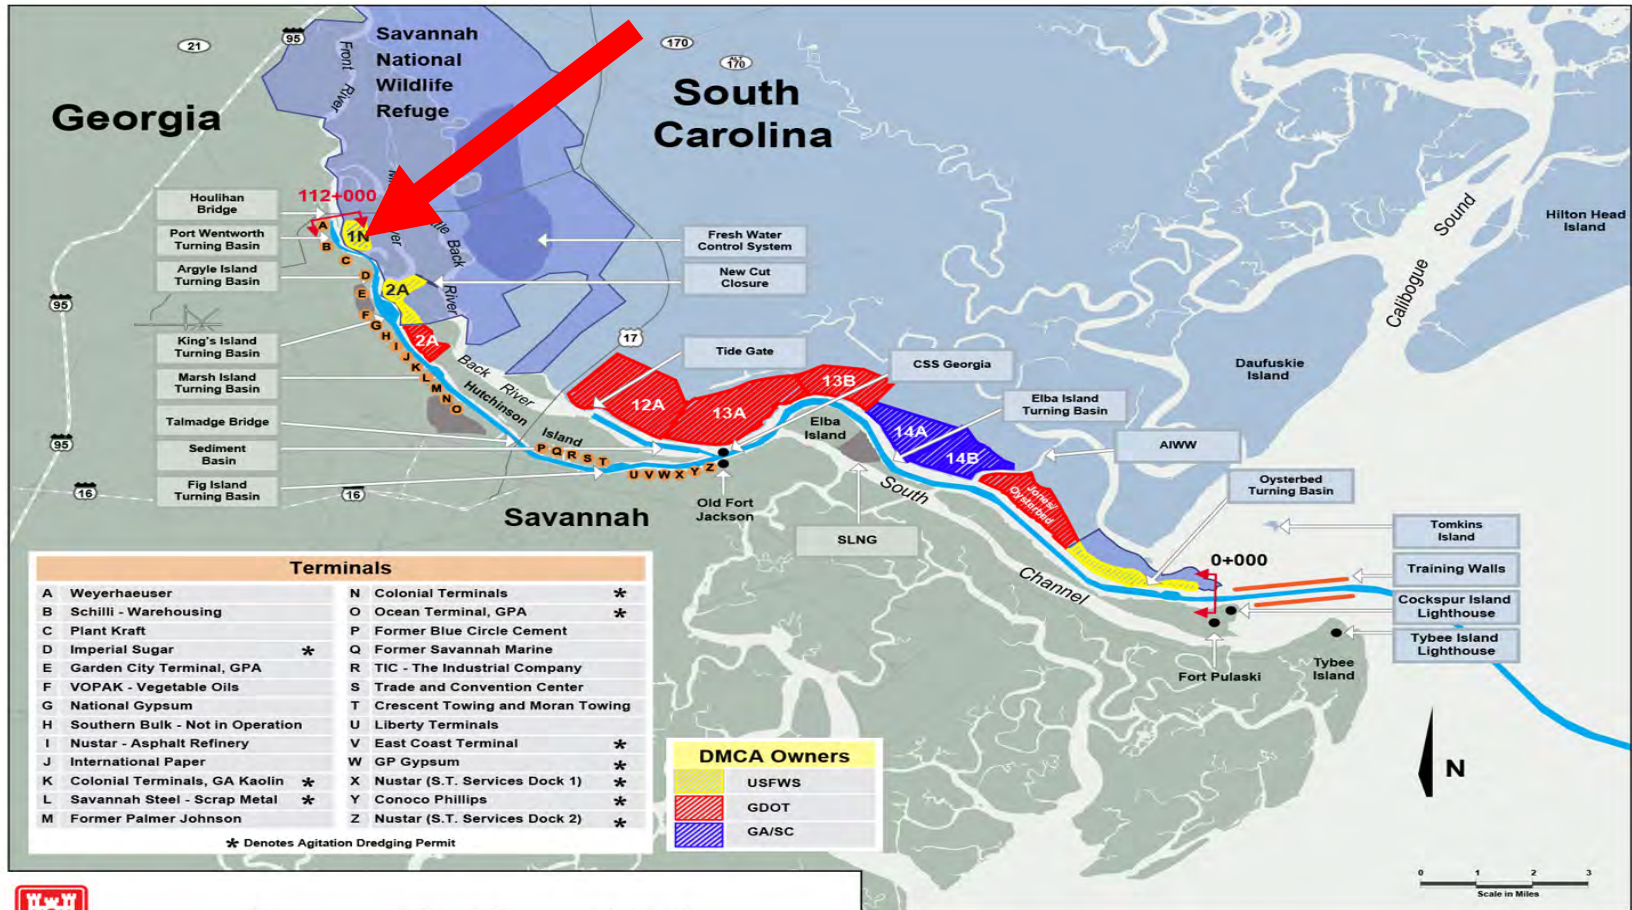 Savannah
National
Wildlife
Refuge
Georgia
South
Carolina
21
95
170
ALT
170
Front
River
112+000
Houlihan
Bridge
Port Wentworth
Turning Basin
Argyle Island
Turning Basin
King's Island
Turning Basin
Marsh Island
Turning Basin
Talmadge Bridge
Sediment
Basin
Fig Island
Turning Basin
95
95
16
16
17
A
B
C
D
E
F
G
H
I
J
K
L
M
N
O
P
Q
R
S
T
U
V
W
X
Y
Z
1N
2A
2A
Back
River
Back
River
Hutchinson
Island
Fresh Water
Control System
New Cut
Closure
Tide Gate
CSS Georgia
12A
13A
13B
14A
14B
Jones/
Oysterbed
Elba
Island
Elba Island
Turning Basin
AIWW
Oysterbed
Turning Basin
Old Fort
Jackson
Savannah
SLNG
South
Channel
0+000
Calibogue
Sound
Hilton Head
Island
Daufuskie
Island
Tomkins
Island
Training Walls
Cockspur Island
Lighthouse
Tybee Island
Lighthouse
Fort Pulaski
Tybee
Island
Terminals
A Weyerhaeuser
B Schilli - Warehousing
C Plant Kraft
D Imperial Sugar *
E Garden City Terminal, GPA
F VOPAK - Vegetable Oils
G National Gypsum
H Southern Bulk - Not in Operation
I Nustar - Asphalt Refinery
J International Paper
K Colonial Terminals, GA Kaolin *
L Savannah Steel - Scrap Metal *
M Former Palmer Johnson
N Colonial Terminals *
O Ocean Terminal, GPA *
P Former Blue Circle Cement
Q Former Savannah Marine
R TIC - The Industrial Company
S Trade and Convention Center
T Crescent Towing and Moran Towing
U Liberty Terminals
V East Coast Terminal *
W GP Gypsum *
X Nustar (S.T. Services Dock 1) *
Y Conoco Phillips *
Z Nustar (S.T. Services Dock 2) *
* Denotes Agitation Dredging Permit
DMCA Owners
USFWS
GDOT
GA/SC
N
0 1 2 3
Scale in Miles